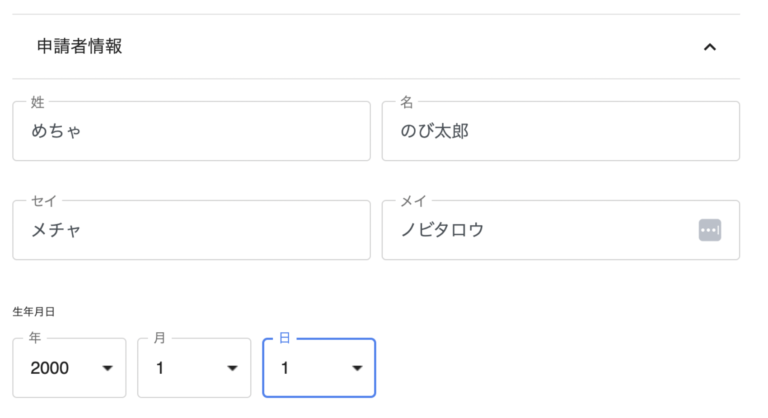 申請者情報
姓 名
めちゃ のび太郎
セイ メイ
メチャ ノビタロウ
生年月日
年 月 日
2000 1 1